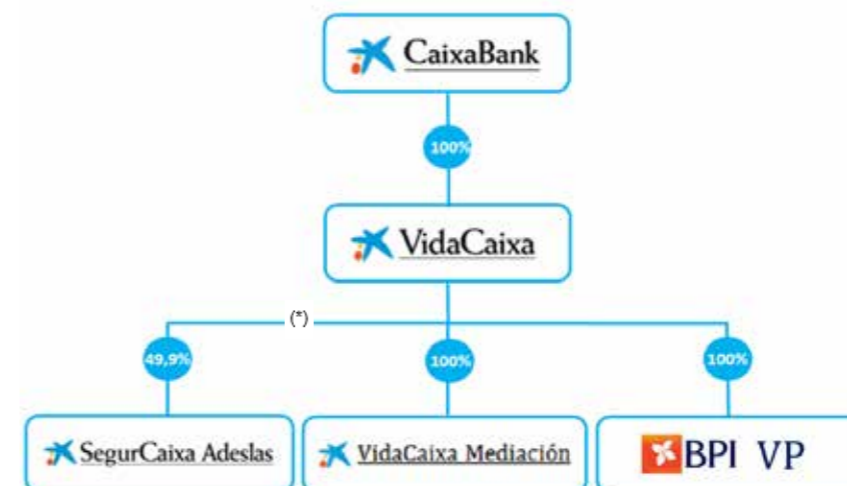 CaixaBank
100%
VidaCaixa
(*)
49,9%
100%
100%
SegurCaixa Adeslas
VidaCaixa Mediación
BPI VP